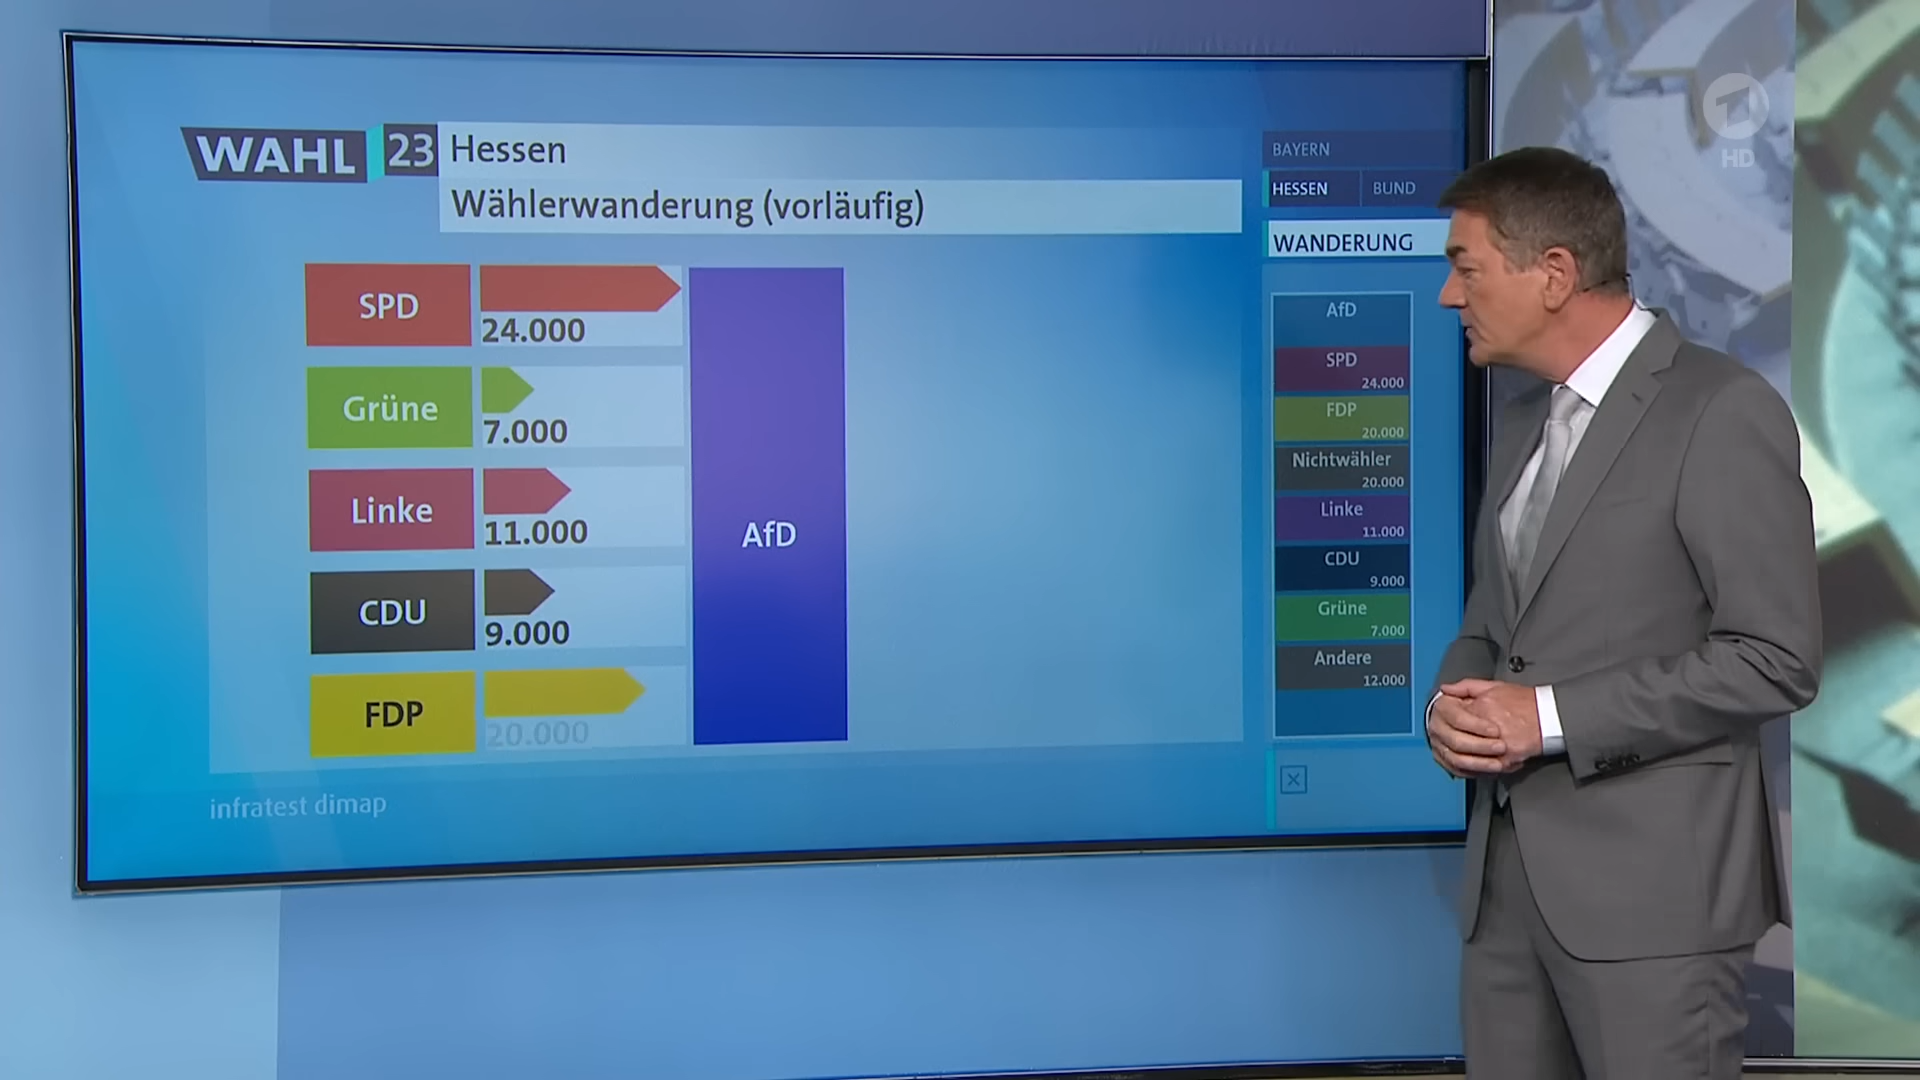 WAHL 23 Hessen
Wählerwanderung (vorläufig)
SPD
24.000
Grüne
7.000
Linke
11.000
CDU
9.000
FDP
20.000
AfD
infratest dimap
BAYERN
HESSEN BUND
WANDERUNG
AfD
SPD
24.000
FDP
20.000
Nichtwähler
20.000
Linke
11.000
CDU
9.000
Grüne
7.000
Andere
12.000
1
HD